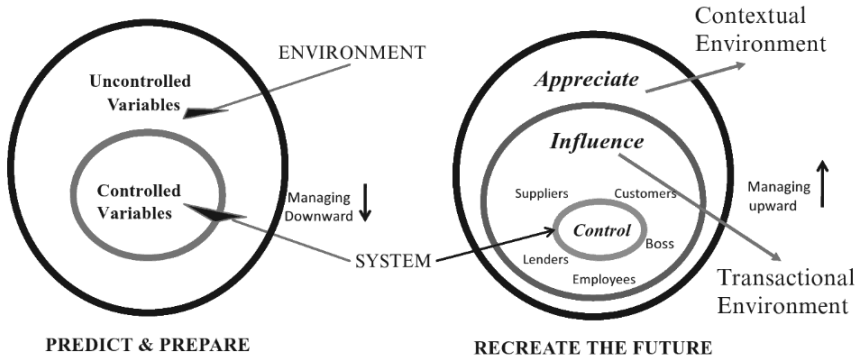 ENVIRONMENT
Uncontrolled
Variables
Controlled
Variables
Managing
Downward
SYSTEM
PREDICT & PREPARE
Contextual
Environment
Appreciate
Influence
Suppliers
Customers
Control
Boss
Lenders
Employees
Managing
upward
Transactional
Environment
RECREATE THE FUTURE